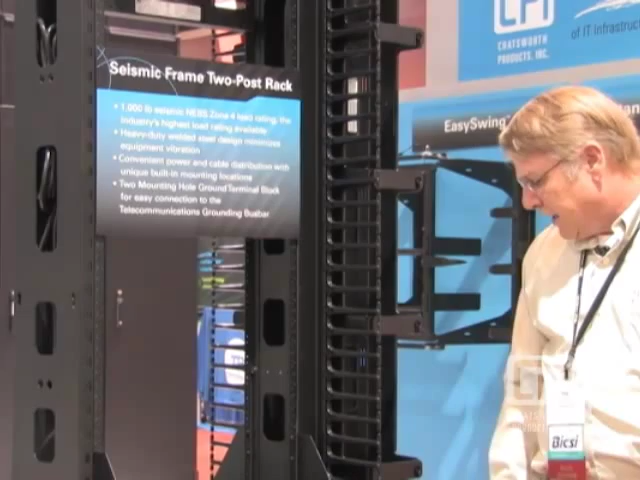 CPI
CHATSWORTH
PRODUCTS, INC.
of IT Infrastruct
Seismic Frame Two-Post Rack
• 1,000 lb seismic NEBS Zone 4 load rating, the
industry's highest load rating available
• Heavy-duty welded steel design minimizes
equipment vibration
• Convenient power and cable distribution with
unique built-in mounting locations
• Two Mounting Hole Ground Terminal Block
for easy connection to the
Telecommunications Grounding Busbar
EasySwing
Bicsi